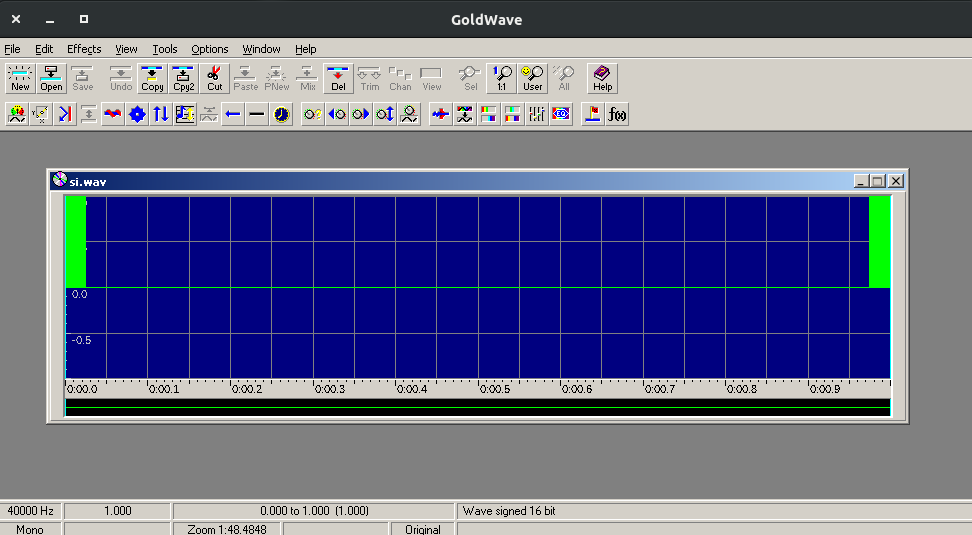 GoldWave
File Edit Effects View Tools Options Window Help
New Open Save Undo Copy Cpy2 Cut Paste PNew Mix Del Trim Chan View Sel 1:1 User All Help
EQ f(x)
si.wav
0.0
-0.5
0:00.0 0:00.1 0:00.2 0:00.3 0:00.4 0:00.5 0:00.6 0:00.7 0:00.8 0:00.9
40000 Hz 1.000 0.000 to 1.000 (1.000) Wave signed 16 bit
Mono Zoom 1:48.4848 Original